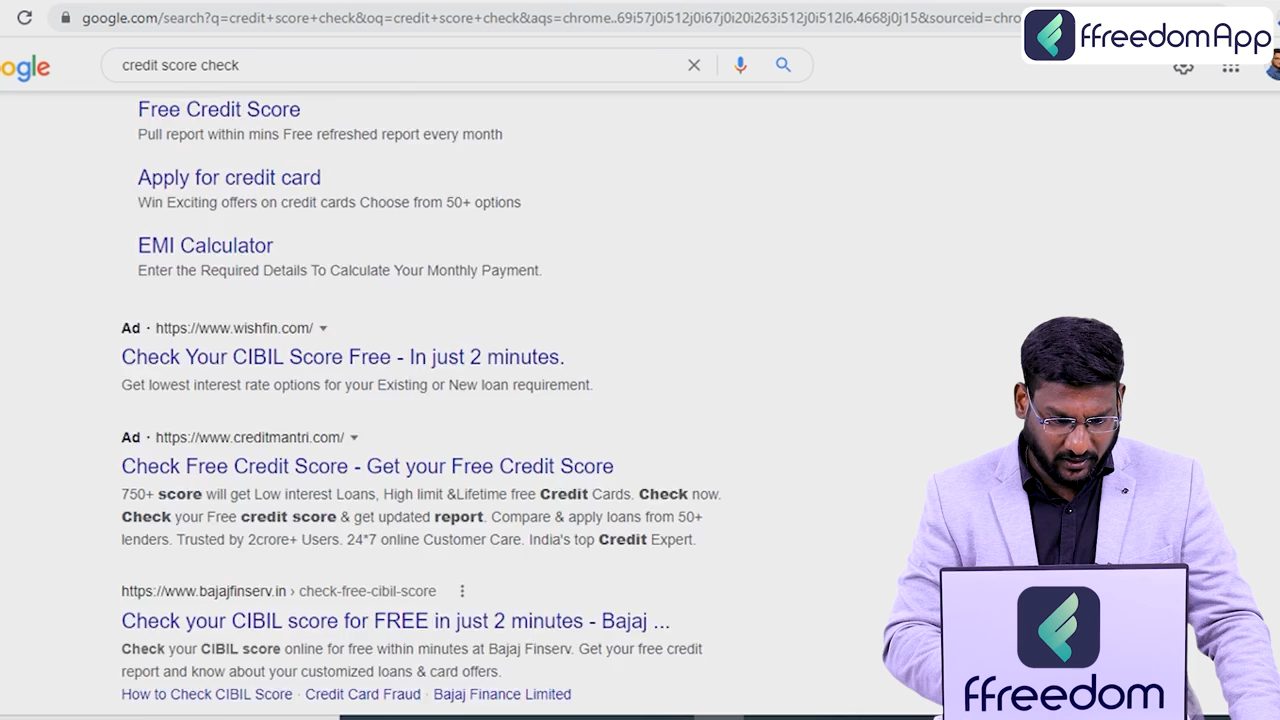 google.com/search?q=credit+score+check&oq=credit+score+check&aqs=chrome..69i57j0i512j0i67j0i20i263i512j0i512l6.4668j0j15&sourceid=chro
ffreedomApp
ogle
credit score check
Free Credit Score
Pull report within mins Free refreshed report every month
Apply for credit card
Win Exciting offers on credit cards Choose from 50+ options
EMI Calculator
Enter the Required Details To Calculate Your Monthly Payment.
Ad · https://www.wishfin.com/
Check Your CIBIL Score Free - In just 2 minutes.
Get lowest interest rate options for your Existing or New loan requirement.
Ad · https://www.creditmantri.com/
Check Free Credit Score - Get your Free Credit Score
750+ score will get Low interest Loans, High limit &Lifetime free Credit Cards. Check now.
Check your Free credit score & get updated report. Compare & apply loans from 50+
lenders. Trusted by 2crore+ Users. 24*7 online Customer Care. India's top Credit Expert.
https://www.bajajfinserv.in › check-free-cibil-score
Check your CIBIL score for FREE in just 2 minutes - Bajaj ...
Check your CIBIL score online for free within minutes at Bajaj Finserv. Get your free credit
report and know about your customized loans & card offers.
How to Check CIBIL Score · Credit Card Fraud · Bajaj Finance Limited
ffreedom